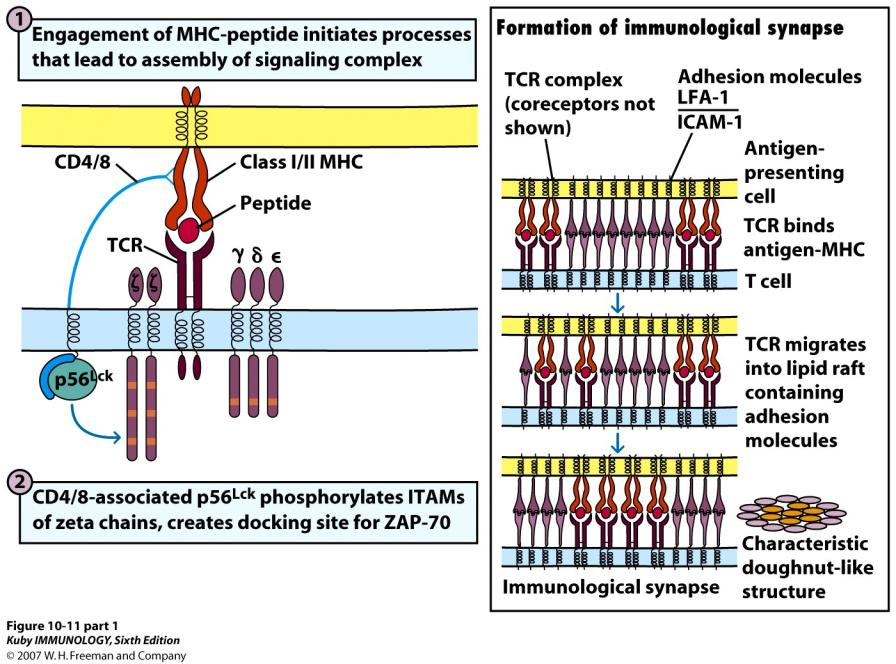 1
Engagement of MHC-peptide initiates processes
that lead to assembly of signaling complex
CD4/8
Class I/II MHC
Peptide
TCR
ζ ζ
γ δ ϵ
p56Lck
2
CD4/8-associated p56Lck phosphorylates ITAMs
of zeta chains, creates docking site for ZAP-70
Formation of immunological synapse
TCR complex
(coreceptors not
shown)
Adhesion molecules
LFA-1
ICAM-1
Antigen-
presenting
cell
TCR binds
antigen-MHC
T cell
TCR migrates
into lipid raft
containing
adhesion
molecules
Immunological synapse
Characteristic
doughnut-like
structure
Figure 10-11 part 1
Kuby IMMUNOLOGY, Sixth Edition
© 2007 W. H. Freeman and Company